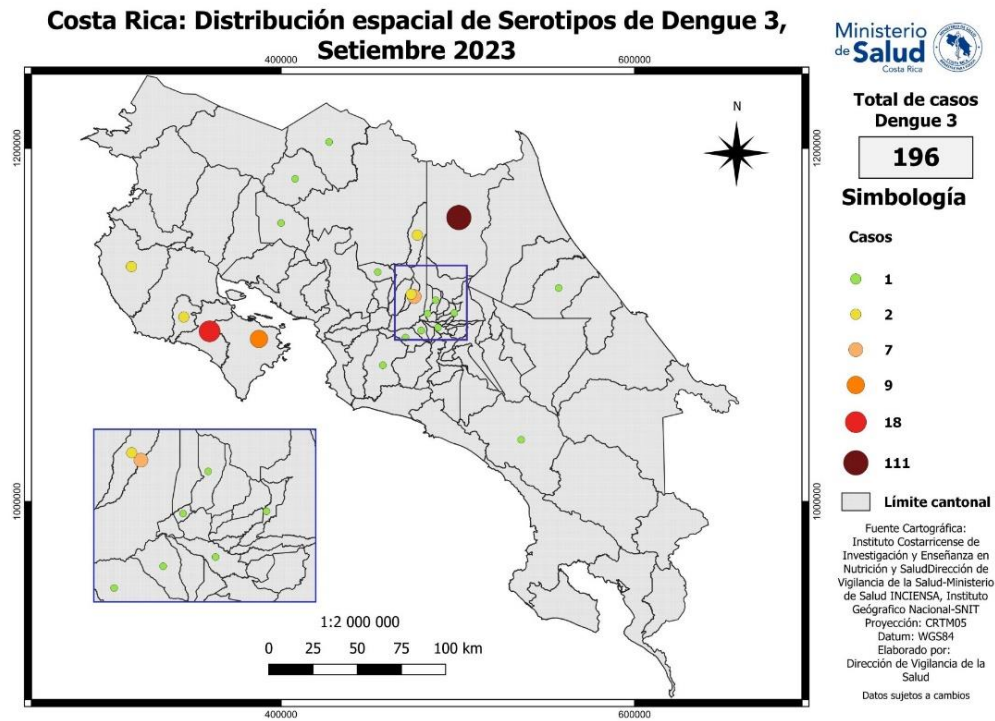 Costa Rica: Distribución espacial de Serotipos de Dengue 3,
Setiembre 2023
Ministerio
de Salud
Costa Rica
Total de casos
Dengue 3
196
Simbología
Casos
1
2
7
9
18
111
Límite cantonal
Fuente Cartográfica:
Instituto Costarricense de
Investigación y Enseñanza en
Nutrición y SaludDirección de
Vigilancia de la Salud-Ministerio
de Salud INCIENSA, Instituto
Geógrafico Nacional-SNIT
Proyección: CRTM05
Datum: WGS84
Elaborado por:
Dirección de Vigilancia de la
Salud
Datos sujetos a cambios
400000
600000
N
1200000
1200000
1000000
1000000
1:2 000 000
0 25 50 75 100 km
400000
600000